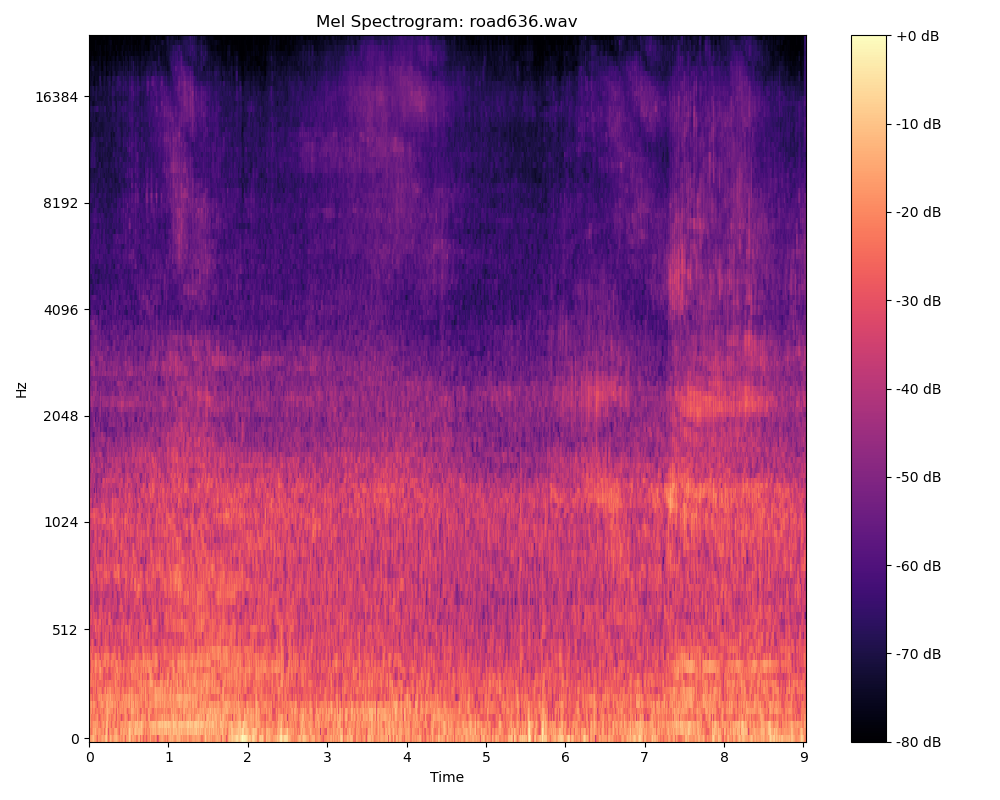 Mel Spectrogram: road636.wav
Hz
16384
8192
4096
2048
1024
512
0
0 1 2 3 4 5 6 7 8 9
Time
+0 dB
-10 dB
-20 dB
-30 dB
-40 dB
-50 dB
-60 dB
-70 dB
-80 dB